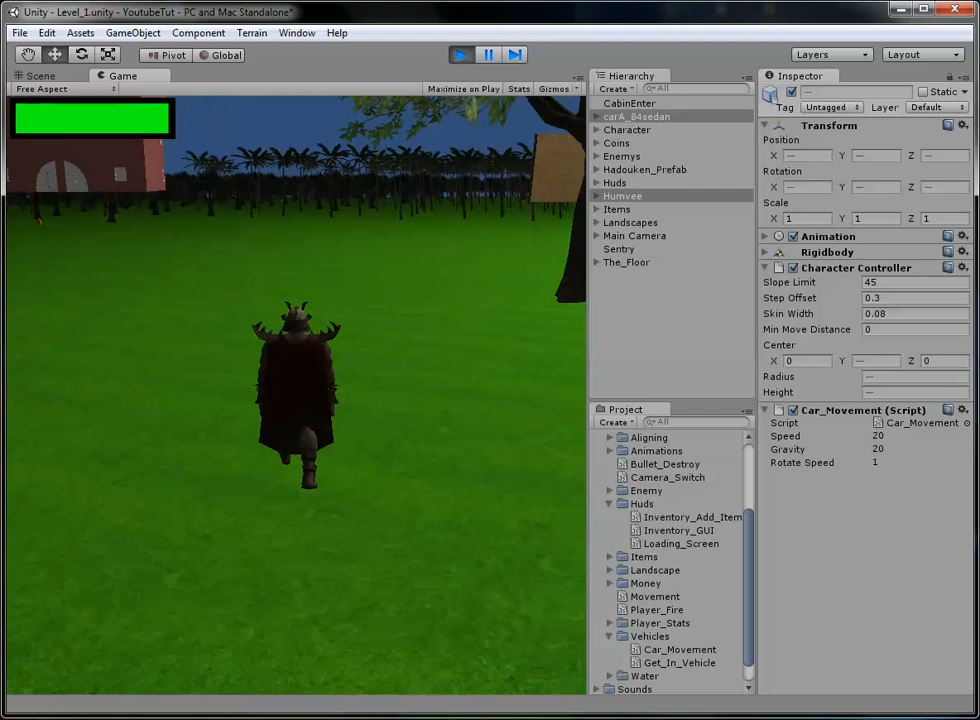 Unity - Level_1.unity - YoutubeTut - PC and Mac Standalone*
File Edit Assets GameObject Component Terrain Window Help
Pivot Global Layers Layout
Scene Game
Free Aspect Maximize on Play Stats Gizmos
Hierarchy
Create All
CabinEnter
carA_84sedan
Character
Coins
Enemys
Hadouken_Prefab
Huds
Humvee
Items
Landscapes
Main Camera
Sentry
The_Floor
Project
Create All
Aligning
Animations
Bullet_Destroy
Camera_Switch
Enemy
Huds
Inventory_Add_Item
Inventory_GUI
Loading_Screen
Items
Landscape
Money
Movement
Player_Fire
Player_Stats
Vehicles
Car_Movement
Get_In_Vehicle
Water
Sounds
Inspector
— Static
Tag Untagged Layer Default
Transform
Position
X — Y — Z —
Rotation
X — Y — Z —
Scale
X 1 Y 1 Z 1
Animation
Rigidbody
Character Controller
Slope Limit 45
Step Offset 0.3
Skin Width 0.08
Min Move Distance 0
Center
X 0 Y — Z 0
Radius —
Height —
Car_Movement (Script)
Script Car_Movement
Speed 20
Gravity 20
Rotate Speed 1